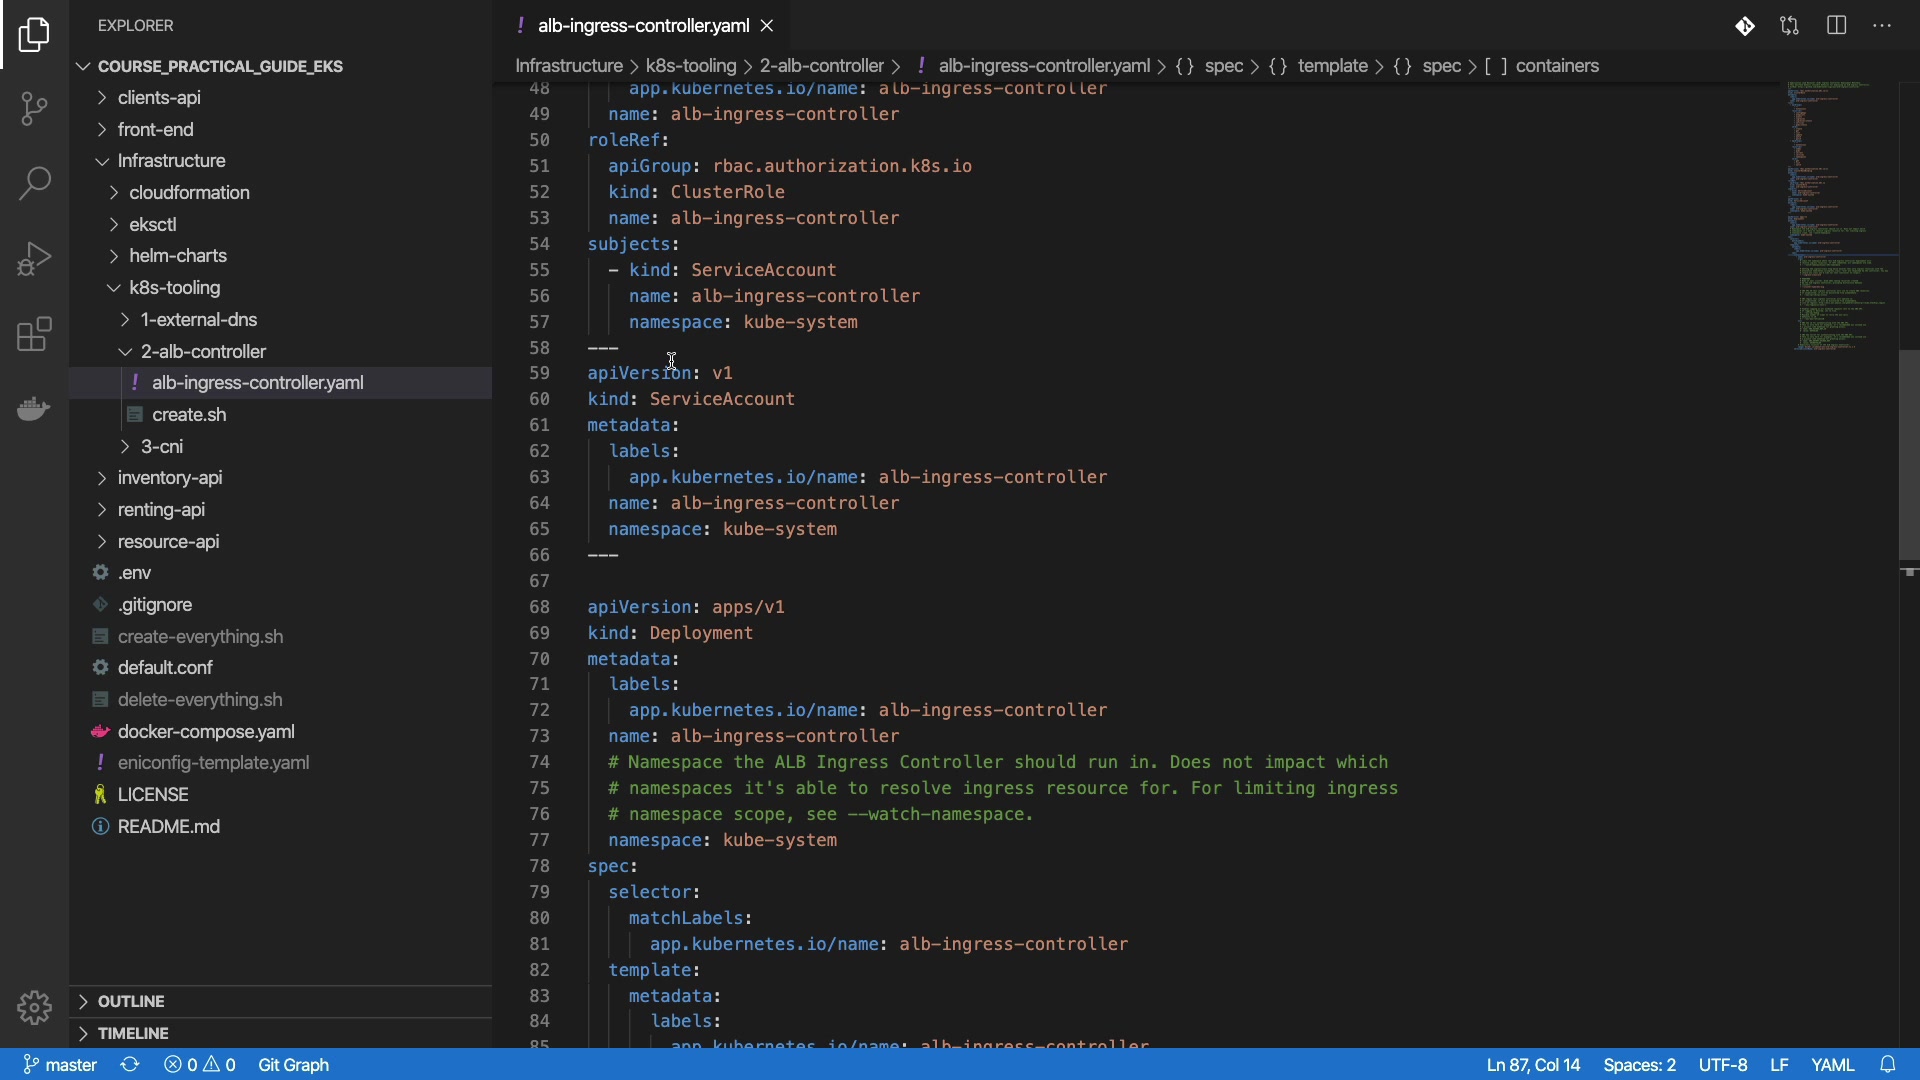 EXPLORER
COURSE_PRACTICAL_GUIDE_EKS
clients-api
front-end
Infrastructure
cloudformation
eksctl
helm-charts
k8s-tooling
1-external-dns
2-alb-controller
! alb-ingress-controller.yaml
create.sh
3-cni
inventory-api
renting-api
resource-api
.env
.gitignore
create-everything.sh
default.conf
delete-everything.sh
docker-compose.yaml
! eniconfig-template.yaml
LICENSE
README.md
OUTLINE
TIMELINE
! alb-ingress-controller.yaml
Infrastructure > k8s-tooling > 2-alb-controller > ! alb-ingress-controller.yaml > {} spec > {} template > {} spec > [ ] containers
48 app.kubernetes.io/name: alb-ingress-controller
49 name: alb-ingress-controller
50 roleRef:
51 apiGroup: rbac.authorization.k8s.io
52 kind: ClusterRole
53 name: alb-ingress-controller
54 subjects:
55 - kind: ServiceAccount
56 name: alb-ingress-controller
57 namespace: kube-system
58 ---
59 apiVersion: v1
60 kind: ServiceAccount
61 metadata:
62 labels:
63 app.kubernetes.io/name: alb-ingress-controller
64 name: alb-ingress-controller
65 namespace: kube-system
66 ---
67
68 apiVersion: apps/v1
69 kind: Deployment
70 metadata:
71 labels:
72 app.kubernetes.io/name: alb-ingress-controller
73 name: alb-ingress-controller
74 # Namespace the ALB Ingress Controller should run in. Does not impact which
75 # namespaces it's able to resolve ingress resource for. For limiting ingress
76 # namespace scope, see --watch-namespace.
77 namespace: kube-system
78 spec:
79 selector:
80 matchLabels:
81 app.kubernetes.io/name: alb-ingress-controller
82 template:
83 metadata:
84 labels:
85 app.kubernetes.io/name: alb-ingress-controller
master 0 0 Git Graph Ln 87, Col 14 Spaces: 2 UTF-8 LF YAML